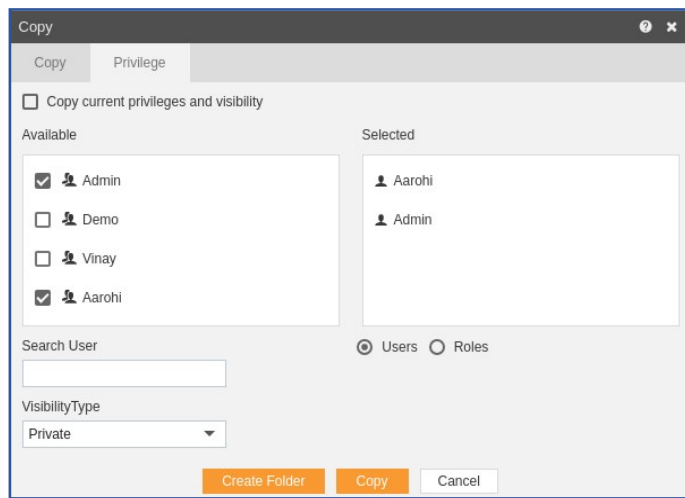 Copy
Copy Privilege
Copy current privileges and visibility
Available Selected
Admin Aarohi
Demo Admin
Vinay
Aarohi
Search User Users Roles
VisibilityType
Private
Create Folder Copy Cancel